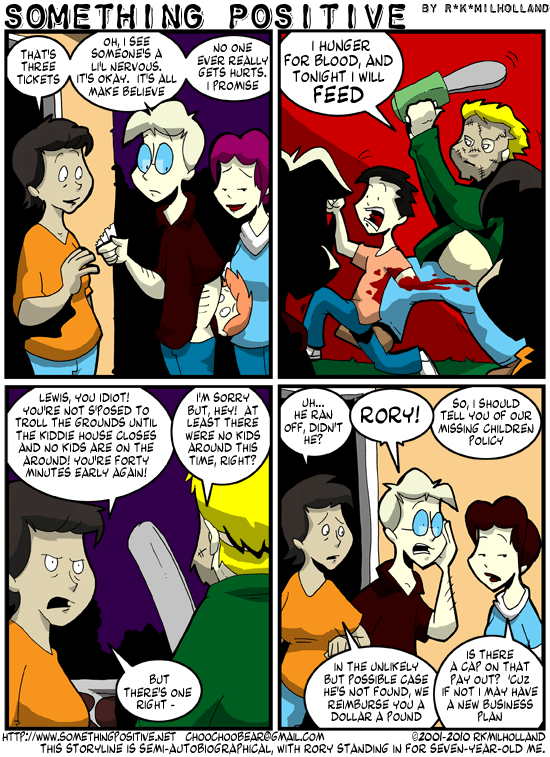 SOMETHING POSITIVE
BY R*K*MILHOLLAND
THAT'S
THREE
TICKETS
OH, I SEE
SOMEONE'S A
LI'L NERVOUS.
IT'S OKAY. IT'S ALL
MAKE BELIEVE
NO ONE
EVER REALLY
GETS HURTS.
I PROMISE
I HUNGER
FOR BLOOD, AND
TONIGHT I WILL
FEED
LEWIS, YOU IDIOT!
YOU'RE NOT S'POSED TO
TROLL THE GROUNDS UNTIL
THE KIDDIE HOUSE CLOSES
AND NO KIDS ARE ON THE
AROUND! YOU'RE FORTY
MINUTES EARLY AGAIN!
I'M SORRY
BUT, HEY! AT
LEAST THERE
WERE NO KIDS
AROUND THIS
TIME, RIGHT?
BUT
THERE'S ONE
RIGHT -
UH...
HE RAN
OFF, DIDN'T
HE?
RORY!
SO, I SHOULD
TELL YOU OF OUR
MISSING CHILDREN
POLICY
IN THE UNLIKELY
BUT POSSIBLE CASE
HE'S NOT FOUND, WE
REIMBURSE YOU A
DOLLAR A POUND
IS THERE
A CAP ON THAT
PAY OUT? 'CUZ
IF NOT I MAY HAVE
A NEW BUSINESS
PLAN
HTTP://WWW.SOMETHINGPOSITIVE.NET CHOOCHOOBEAR@GMAIL.COM ©2001-2010 RKMILHOLLAND
THIS STORYLINE IS SEMI-AUTOBIOGRAPHICAL, WITH RORY STANDING IN FOR SEVEN-YEAR-OLD ME.